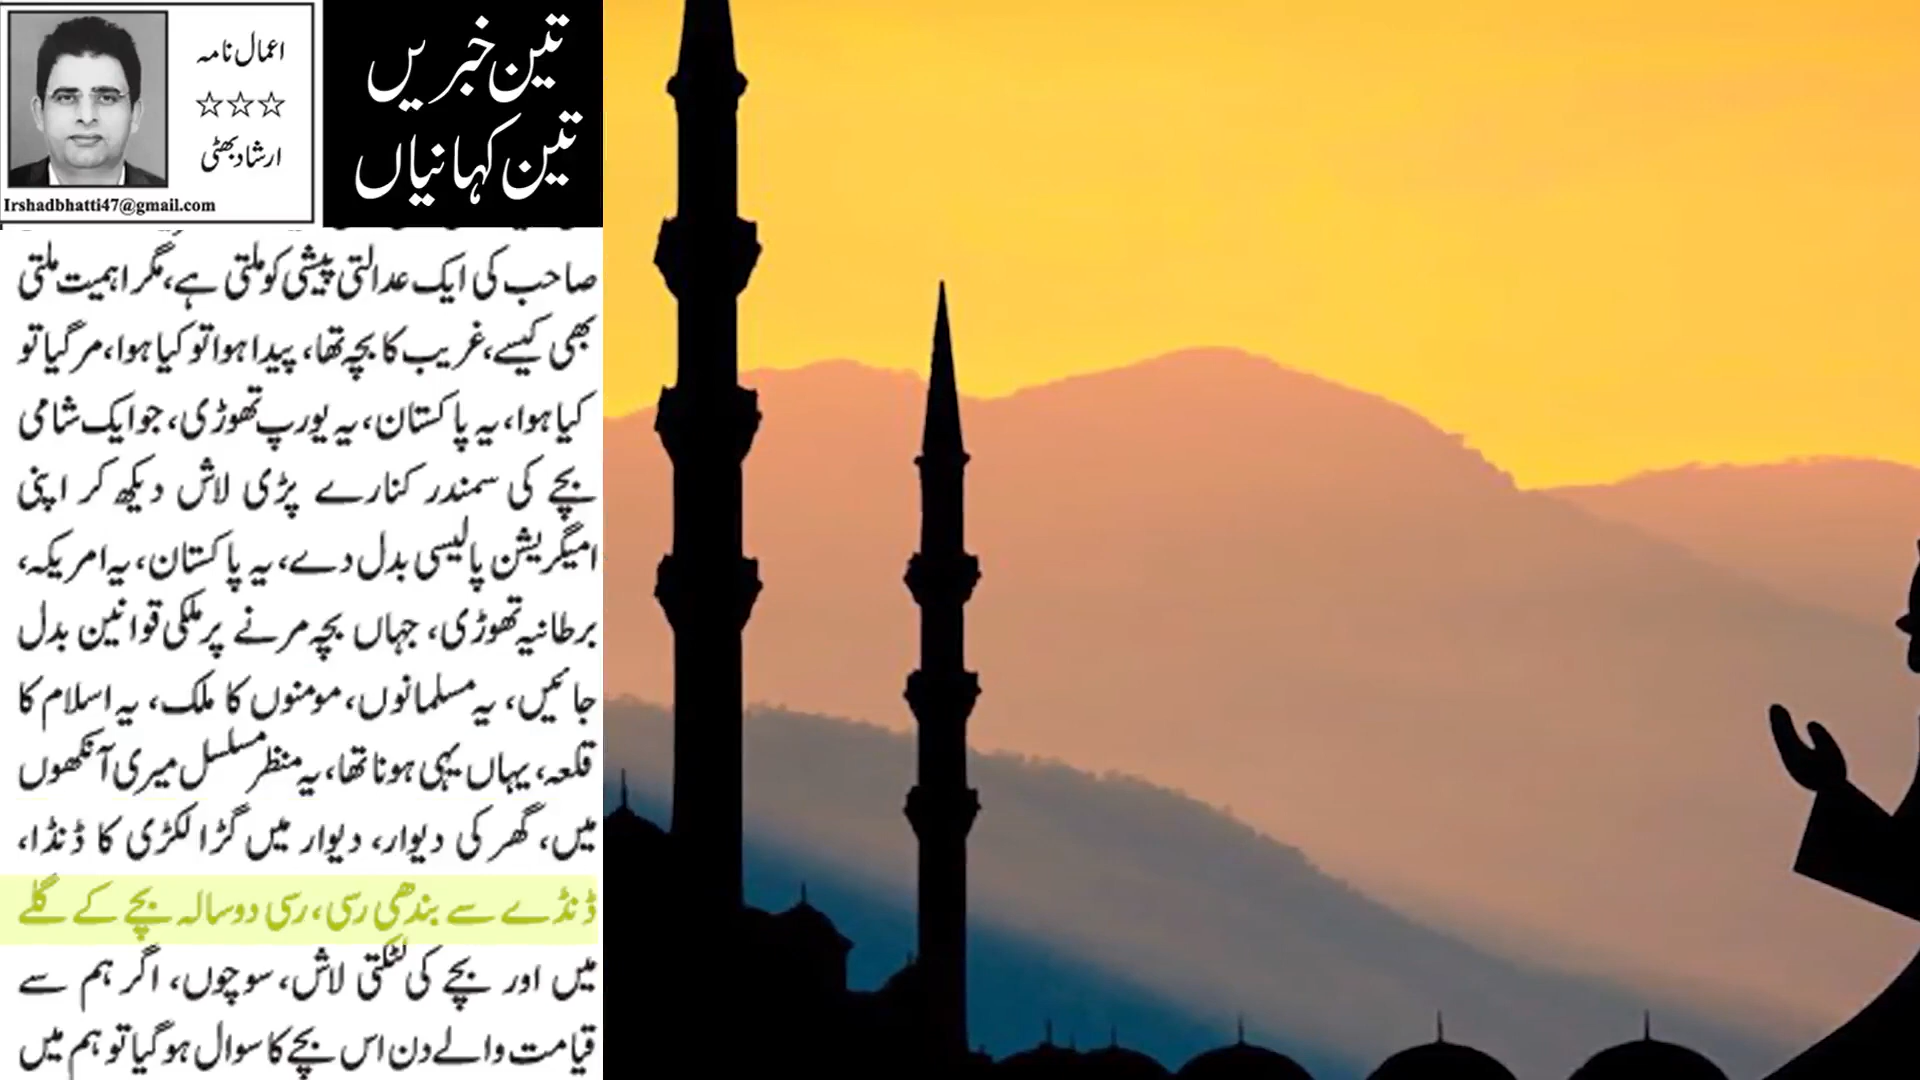 تین خبریں
تین کہانیاں
اعمال نامہ
☆☆☆
ارشاد بھٹی
Irshadbhatti47@gmail.com
صاحب کی ایک عدالتی پیشی کو ملتی ہے، مگر اہمیت ملتی
بھی کیسے، غریب کا بچہ تھا، پیدا ہوا تو کیا ہوا، مر گیا تو
کیا ہوا، یہ پاکستان، یہ یورپ تھوڑی، جو ایک شامی
بچے کی سمندر کنارے پڑی لاش دیکھ کر اپنی
امیگریشن پالیسی بدل دے، یہ پاکستان، یہ امریکہ،
برطانیہ تھوڑی، جہاں بچہ مرنے پر ملکی قوانین بدل
جائیں، یہ مسلمانوں، مومنوں کا ملک، یہ اسلام کا
قلعہ، یہاں یہی ہونا تھا، یہ منظر مسلسل میری آنکھوں
میں، گھر کی دیوار، دیوار میں گڑا لکڑی کا ڈنڈا،
ڈنڈے سے بندھی رسی، رسی دو سالہ بچے کے گلے
میں اور بچے کی لٹکتی لاش، سوچوں، اگر ہم سے
قیامت والے دن اس بچے کا سوال ہو گیا تو ہم میں